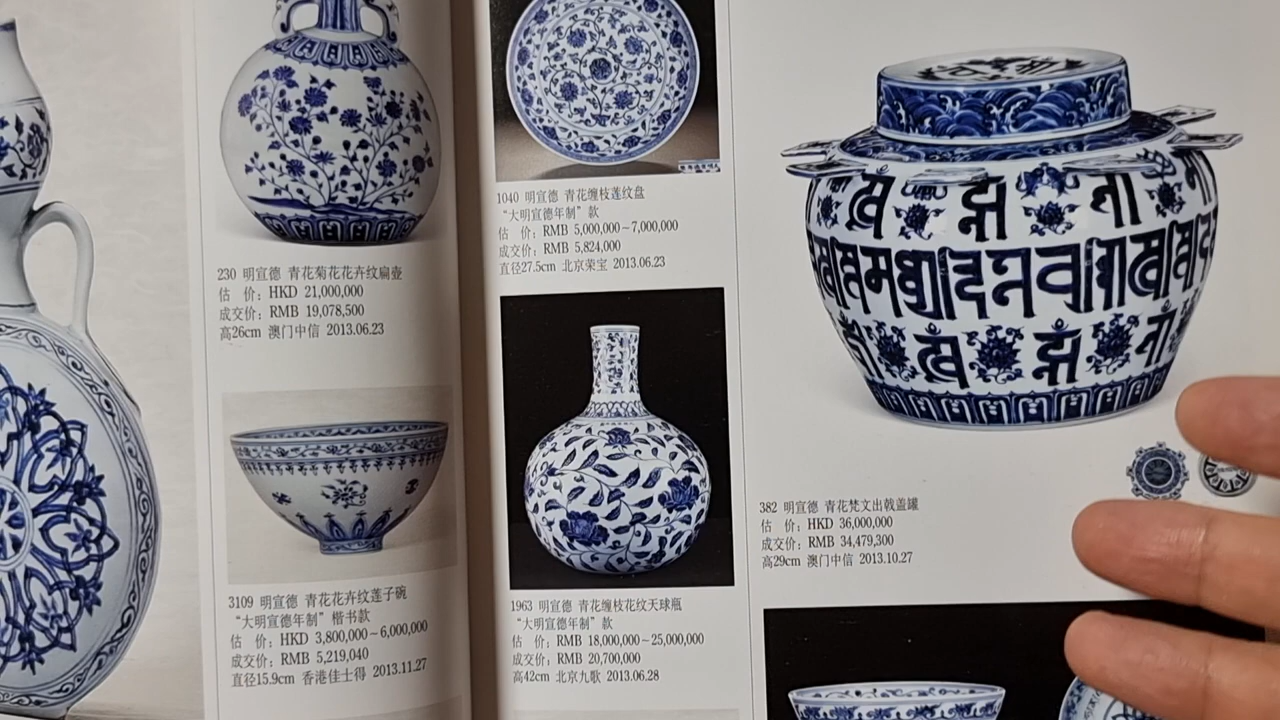 230 明宣德 青花菊花花卉纹扁壶
估 价：HKD 21,000,000
成交价：RMB 19,078,500
高26cm 澳门中信 2013.06.23
3109 明宣德 青花花卉纹莲子碗
“大明宣德年制”楷书款
估 价：HKD 3,800,000～6,000,000
成交价：RMB 5,219,040
直径15.9cm 香港佳士得 2013.11.27
1040 明宣德 青花缠枝莲纹盘
“大明宣德年制”款
估 价：RMB 5,000,000～7,000,000
成交价：RMB 5,824,000
直径27.5cm 北京荣宝 2013.06.23
1963 明宣德 青花缠枝花纹天球瓶
“大明宣德年制”款
估 价：RMB 18,000,000～25,000,000
成交价：RMB 20,700,000
高42cm 北京九歌 2013.06.28
382 明宣德 青花梵文出戟盖罐
估 价：HKD 36,000,000
成交价：RMB 34,479,300
高29cm 澳门中信 2013.10.27